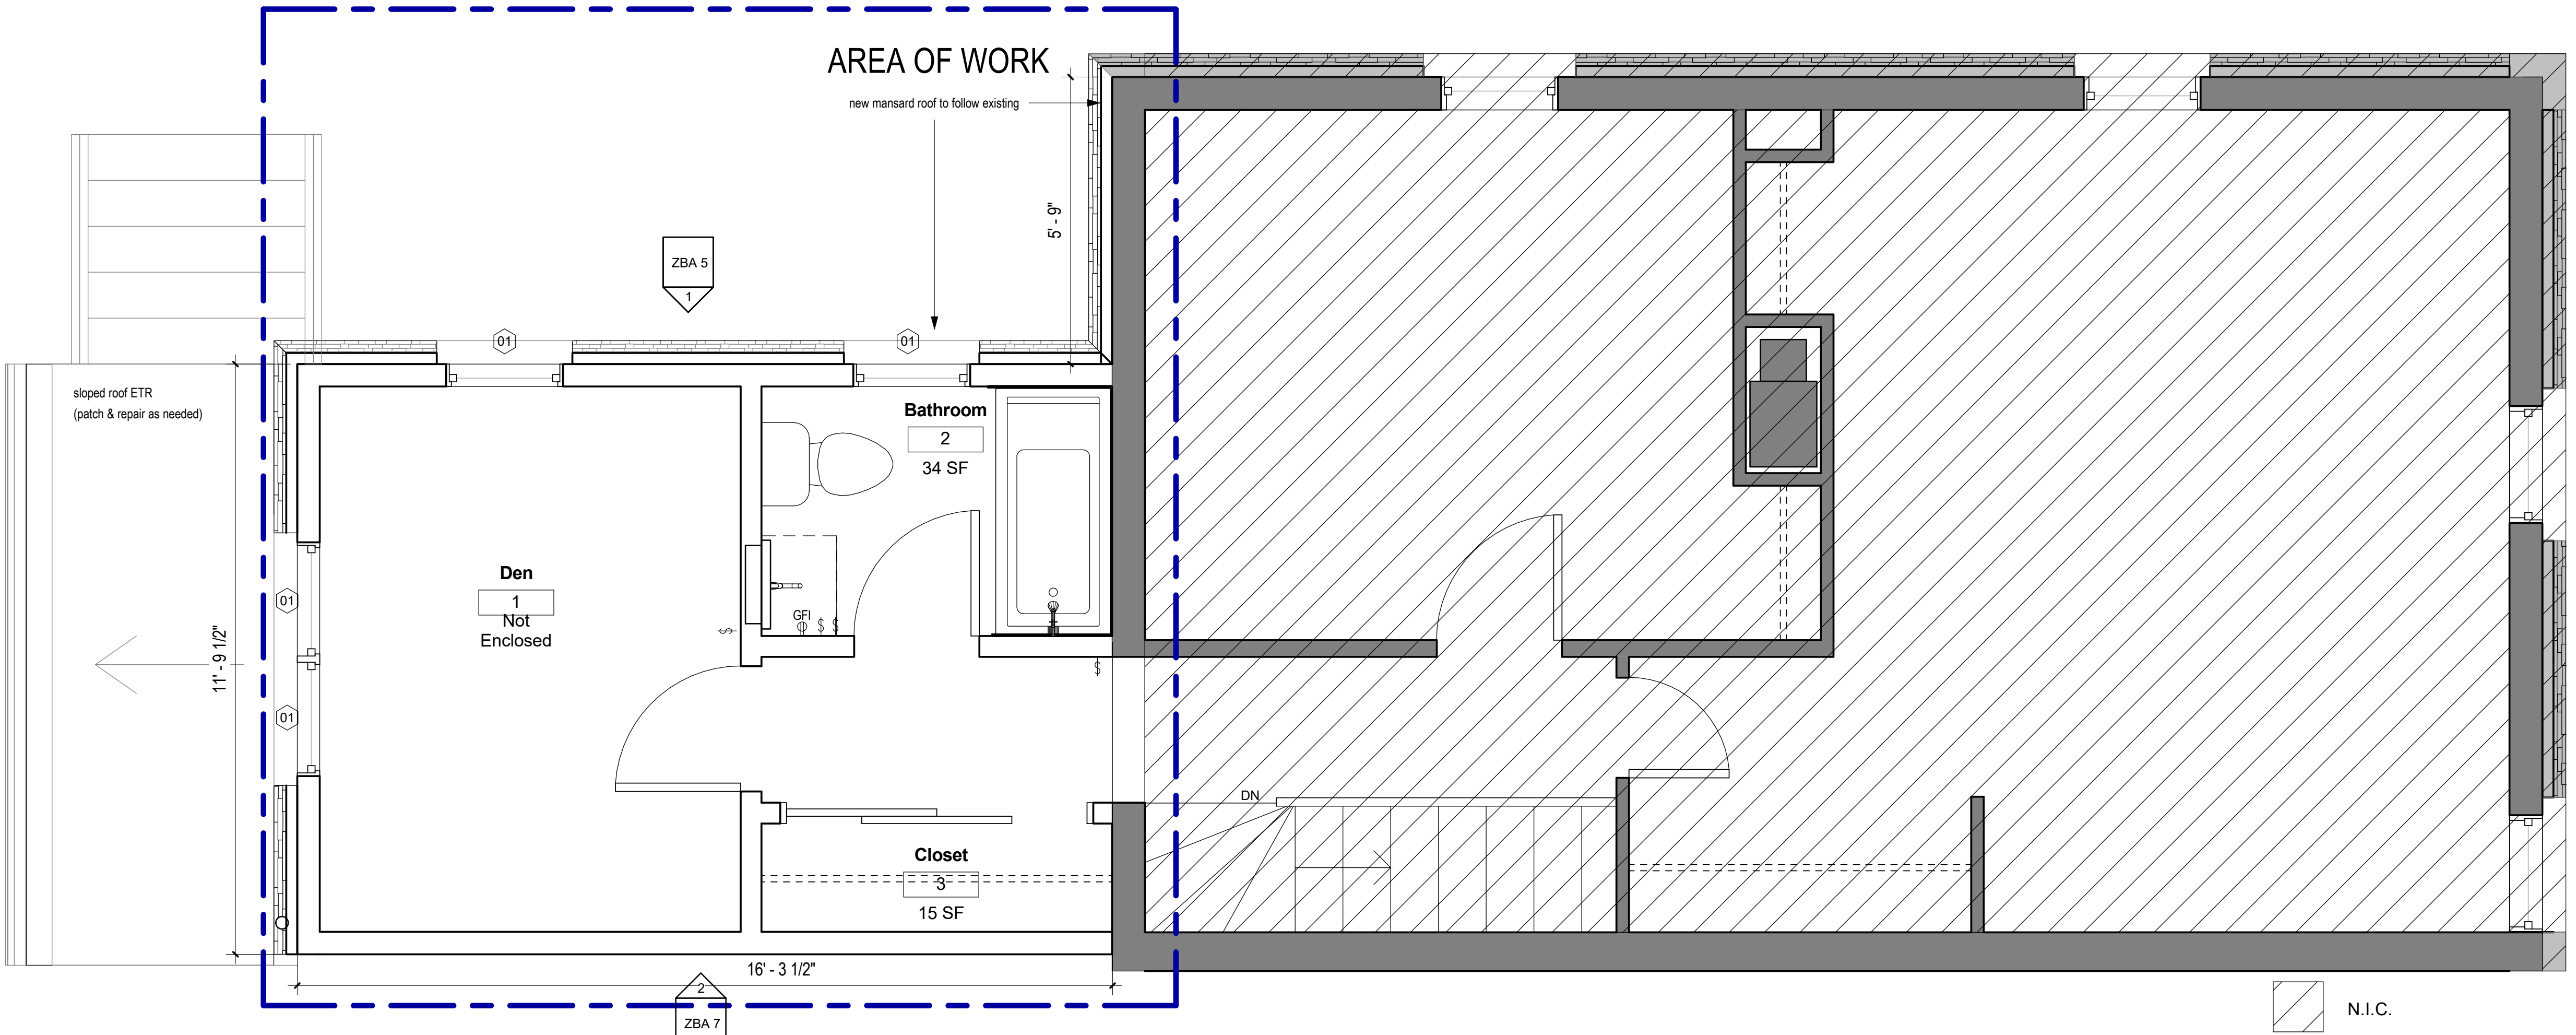 AREA OF WORK
new mansard roof to follow existing
5' - 9"
ZBA 5
1
01
01
sloped roof ETR
(patch & repair as needed)
Bathroom
2
34 SF
Den
1
Not
Enclosed
01
GFI
$ $
$
$
11' - 9 1/2"
01
DN
Closet
3
15 SF
16' - 3 1/2"
2
ZBA 7
N.I.C.